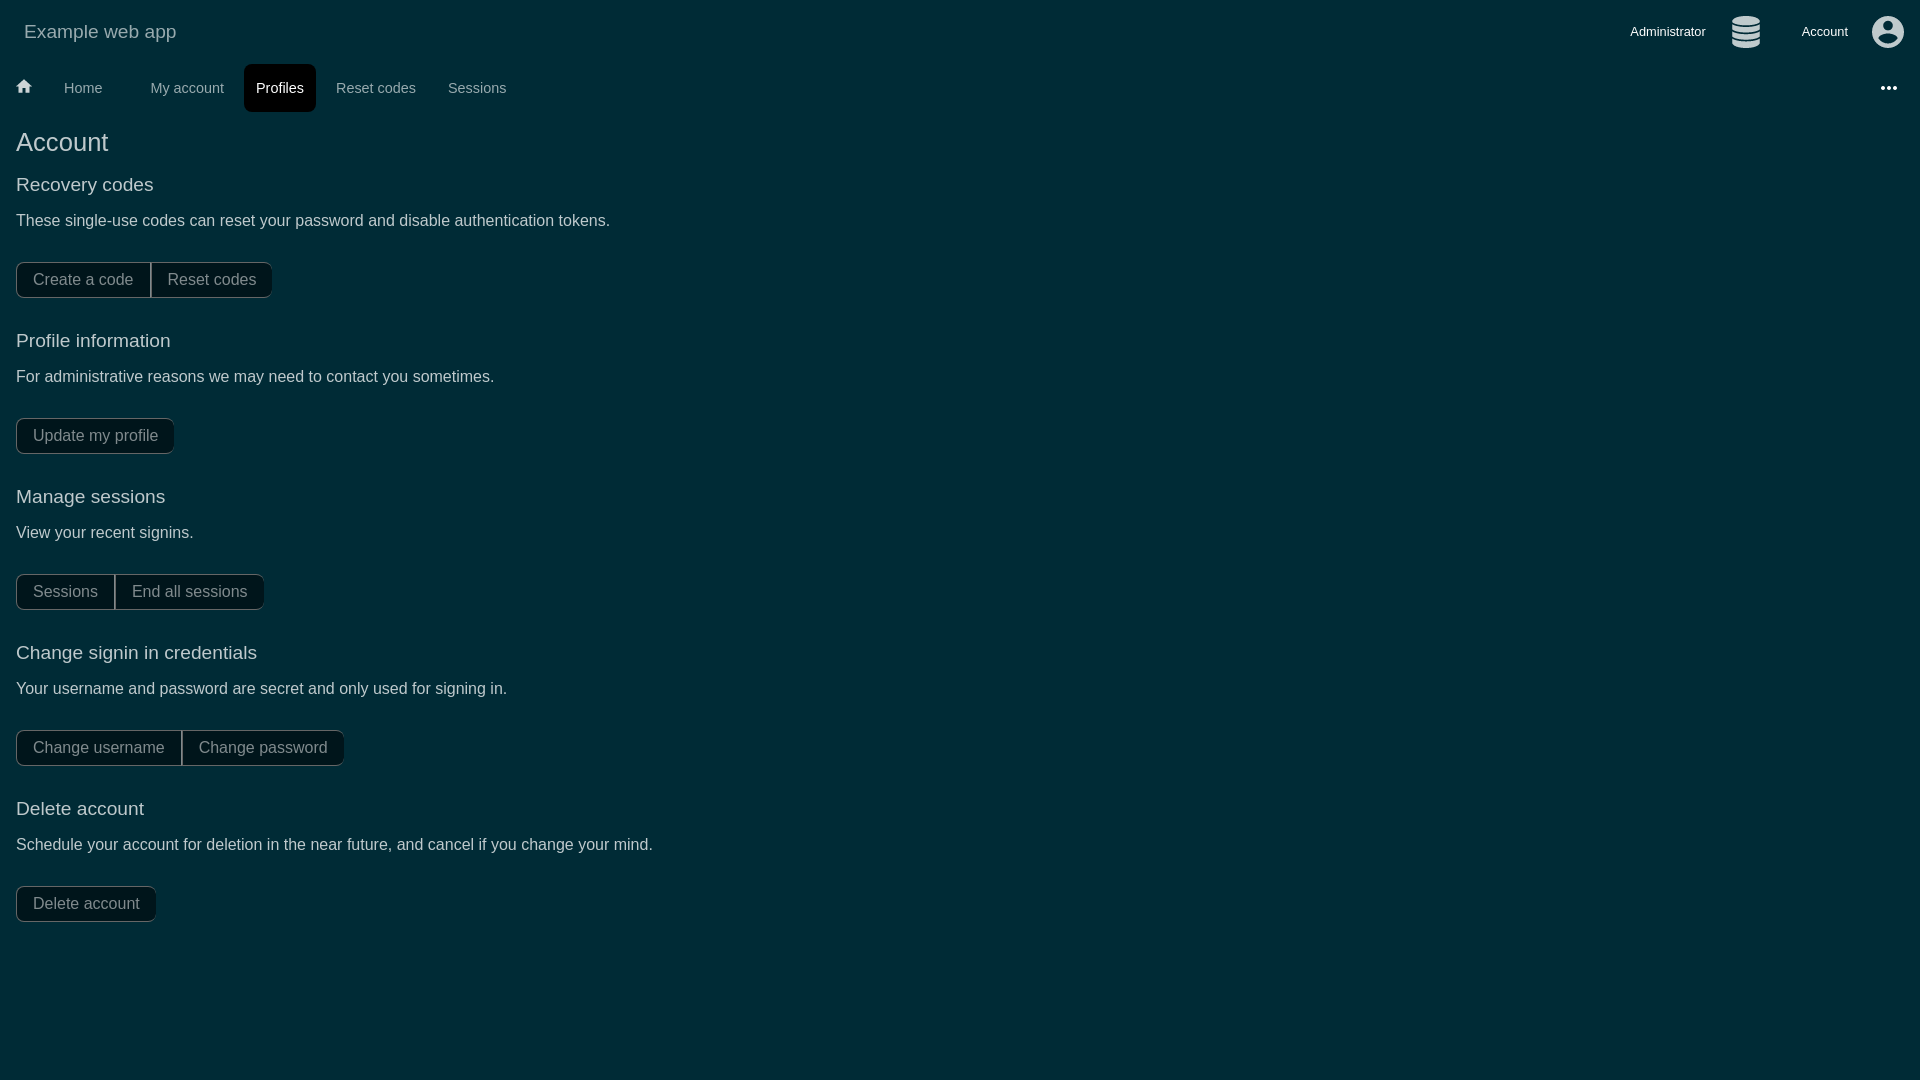 Example web app
Administrator
Account
Home
My account
Profiles
Reset codes
Sessions
Account
Recovery codes
These single-use codes can reset your password and disable authentication tokens.
Create a code
Reset codes
Profile information
For administrative reasons we may need to contact you sometimes.
Update my profile
Manage sessions
View your recent signins.
Sessions
End all sessions
Change signin in credentials
Your username and password are secret and only used for signing in.
Change username
Change password
Delete account
Schedule your account for deletion in the near future, and cancel if you change your mind.
Delete account